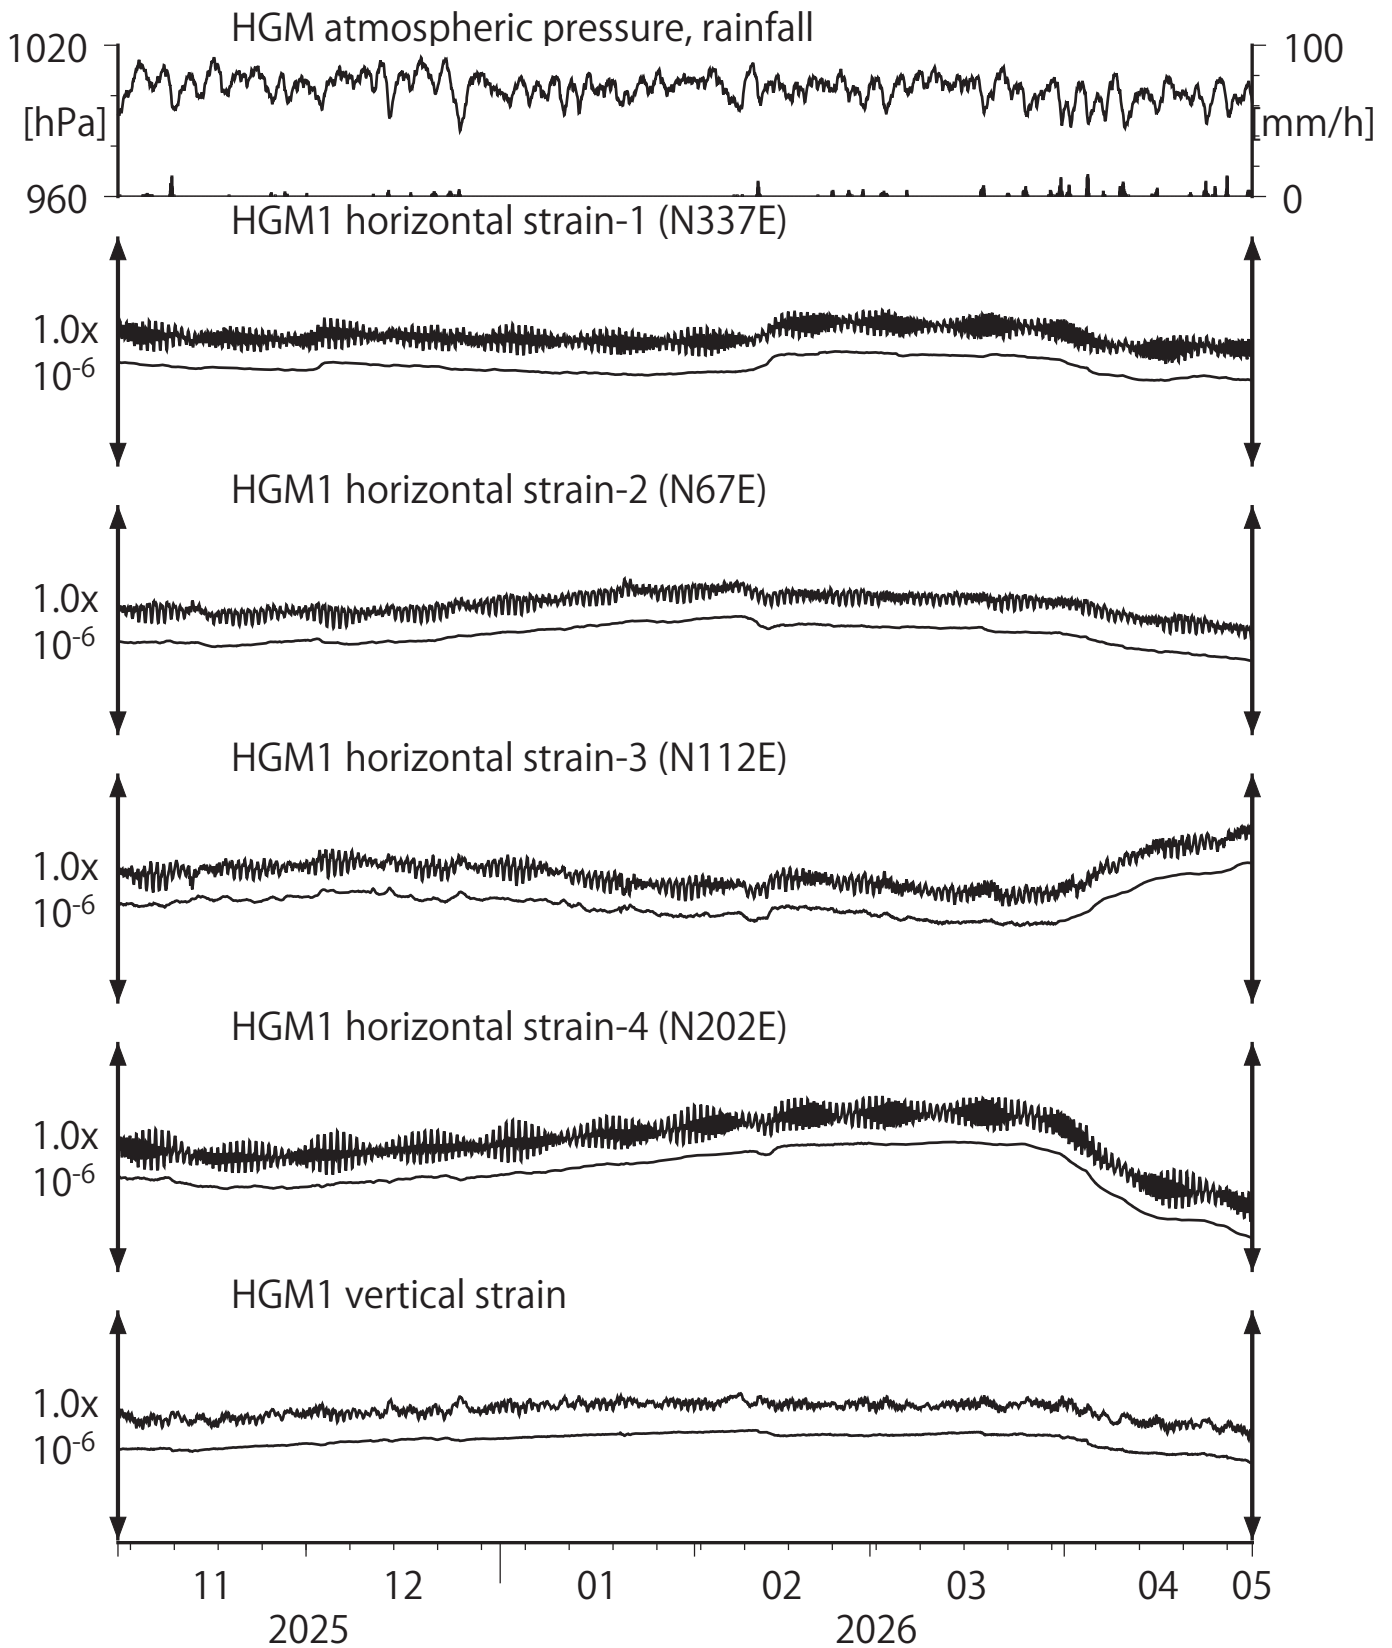 HGM atmospheric pressure, rainfall
1020 100
[hPa] [mm/h]
960 0
HGM1 horizontal strain-1 (N337E)
1.0x
10-6
HGM1 horizontal strain-2 (N67E)
1.0x
10-6
HGM1 horizontal strain-3 (N112E)
1.0x
10-6
HGM1 horizontal strain-4 (N202E)
1.0x
10-6
HGM1 vertical strain
1.0x
10-6
11 12 01 02 03 04 05
2025 2026